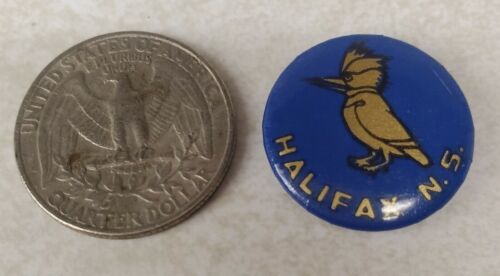 UNITED STATES OF AMERICA
E PLURIBUS
UNUM
QUARTER DOLLAR
HALIFAX N.S.